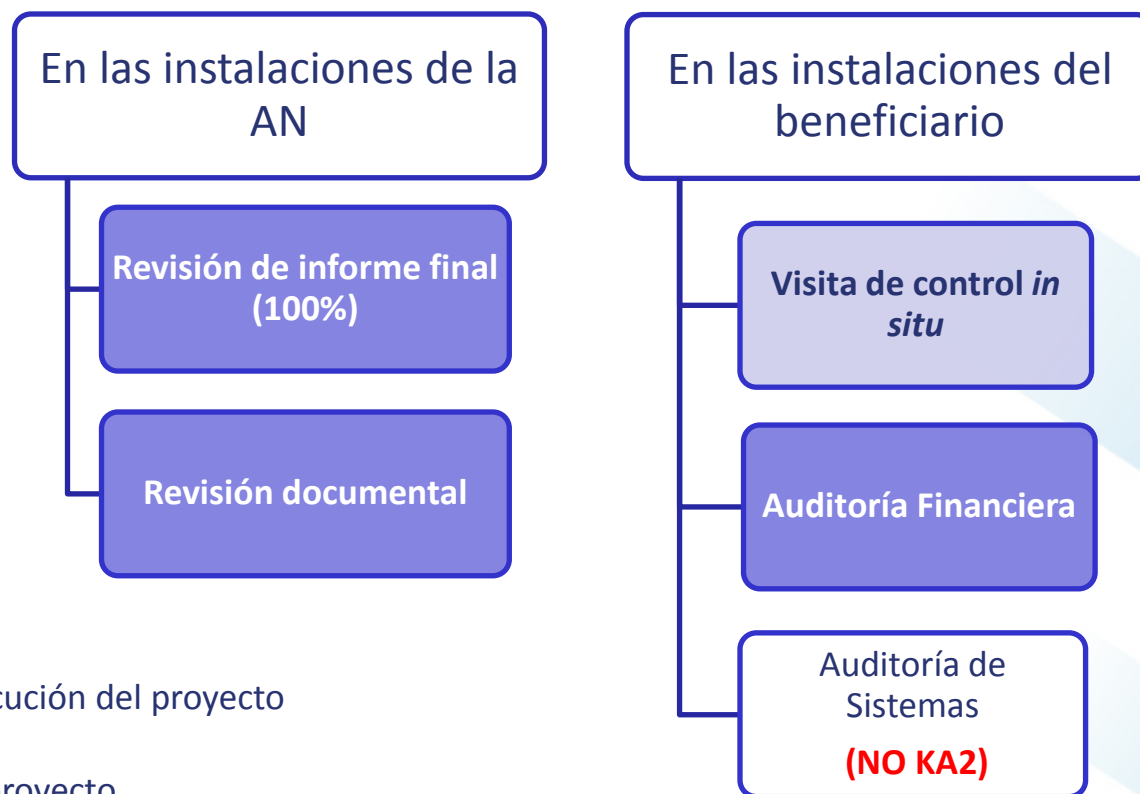 En las instalaciones de la
AN
Revisión de informe final
(100%)
Revisión documental
En las instalaciones del
beneficiario
Visita de control in
situ
Auditoría Financiera
Auditoría de
Sistemas
(NO KA2)
del proyecto